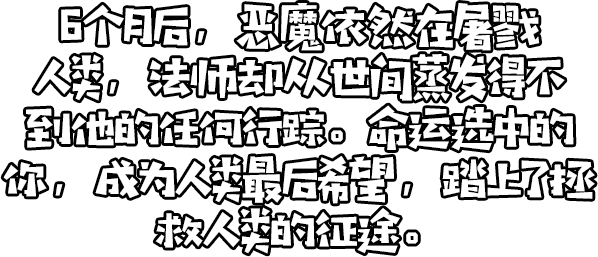 6个月后，恶魔依然在屠戮
人类，法师却从世间蒸发得不
到他的任何行踪。命运选中的
你，成为人类最后希望，踏上了拯
救人类的征途。